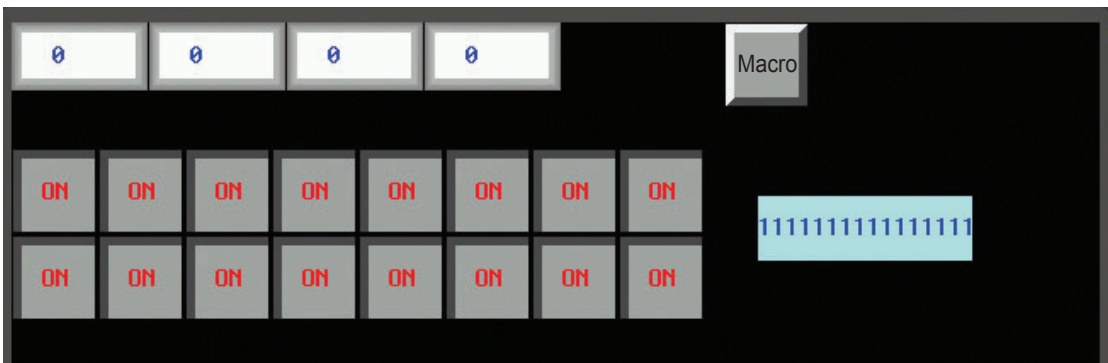 0 0 0 0 Macro
ON ON ON ON ON ON ON ON
1111111111111111
ON ON ON ON ON ON ON ON